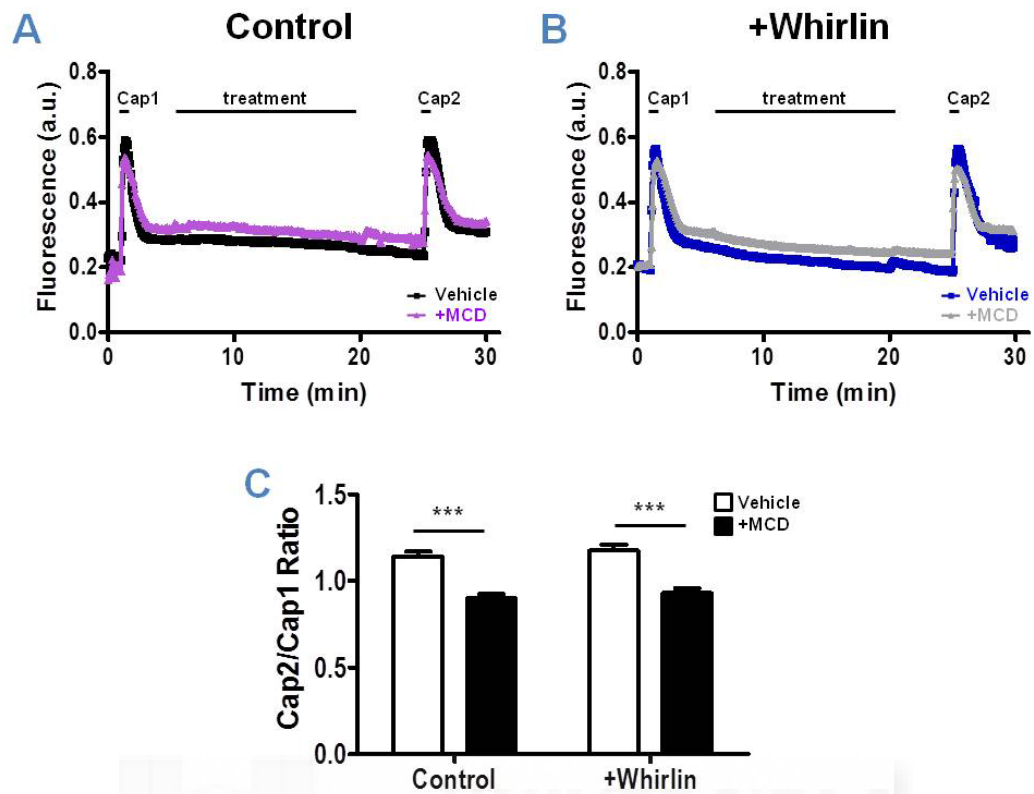 A
Control
Fluorescence (a.u.)
0.8
0.6
0.4
0.2
0.0
Cap1
treatment
Cap2
Vehicle
+MCD
0
10
20
30
Time (min)
B
+Whirlin
Fluorescence (a.u.)
0.8
0.6
0.4
0.2
0.0
Cap1
treatment
Cap2
Vehicle
+MCD
0
10
20
30
Time (min)
C
Cap2/Cap1 Ratio
1.5
1.0
0.5
0.0
***
***
Vehicle
+MCD
Control
+Whirlin